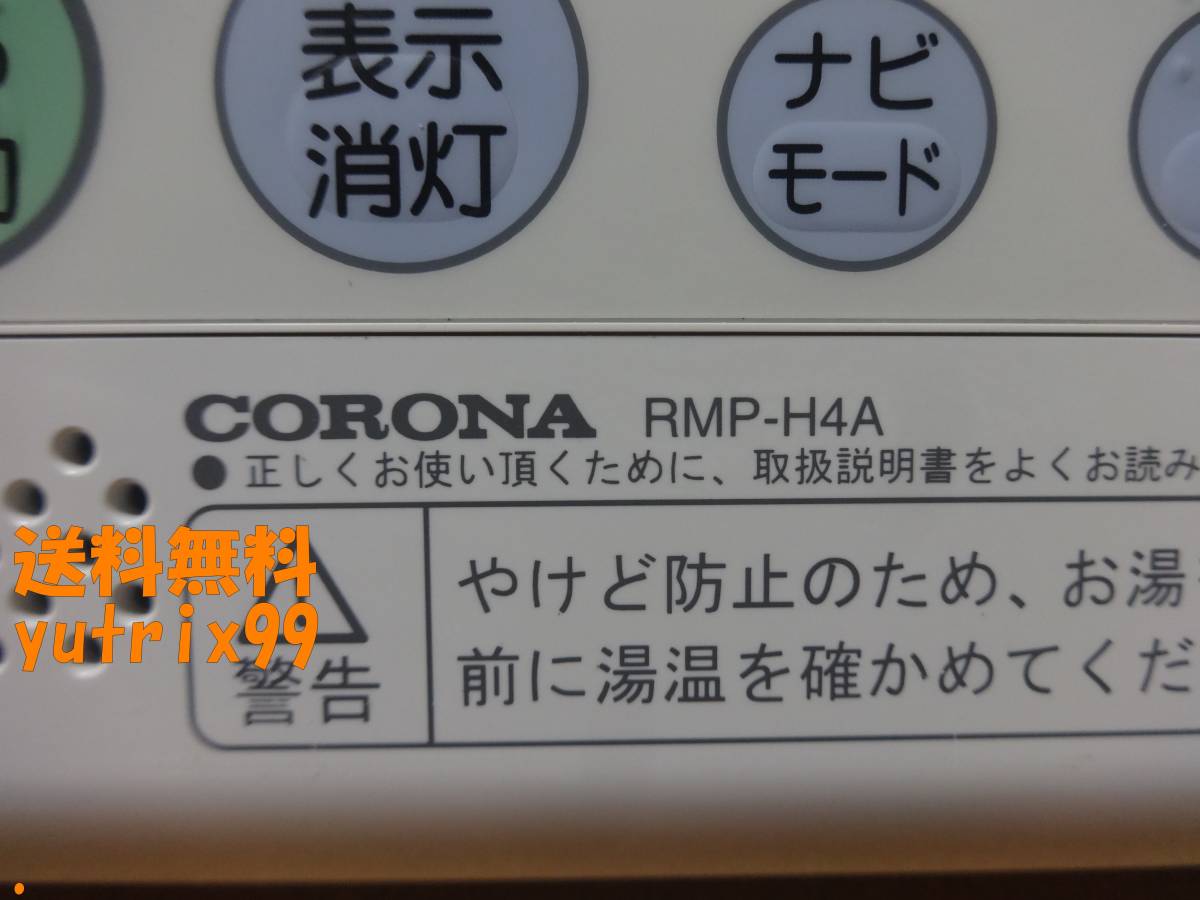 表示
消灯
ナビ
モード
CORONA RMP-H4A
●正しくお使い頂くために、取扱説明書をよくお読み
送料無料
yutrix99
警告
やけど防止のため、お湯
前に湯温を確かめてくだ